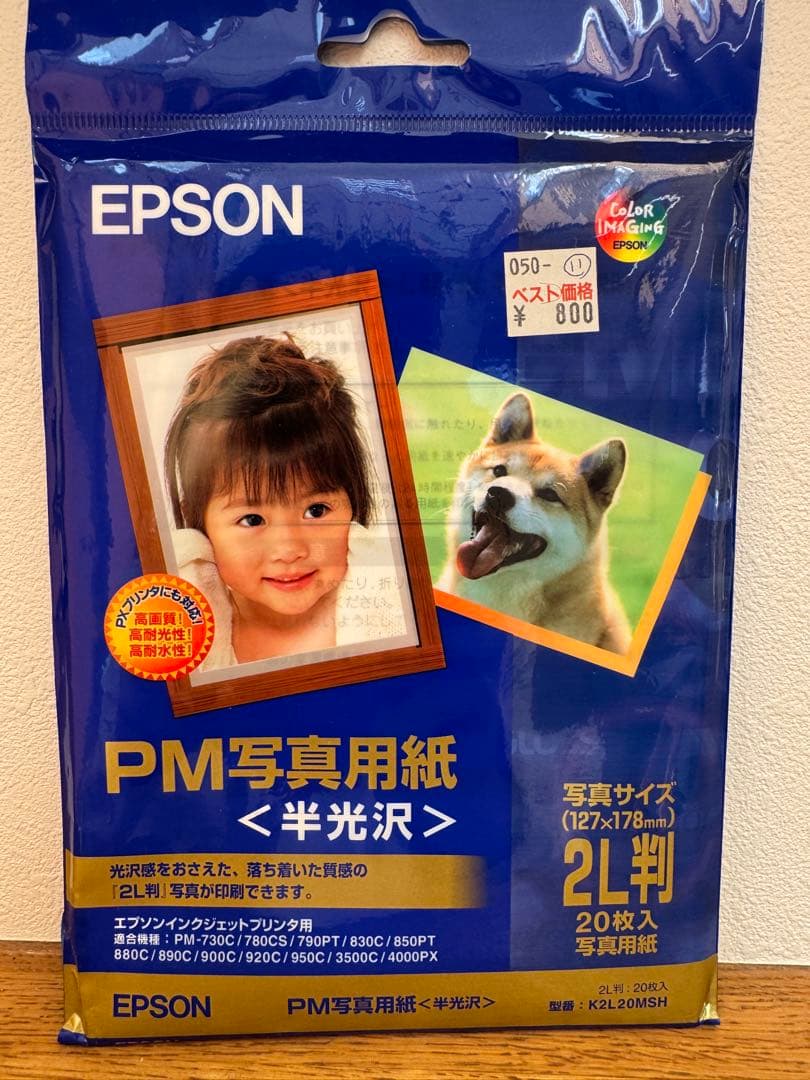 EPSON
COLOR
IMAGING
EPSON
050- 11
ベスト価格
¥ 800
に触れたり、
PXプリンタにも対応!
高画質!
高耐光性!
高耐水性!
PM写真用紙
<半光沢>
写真サイズ
(127×178mm)
2L判
20枚入
写真用紙
光沢感をおさえた、落ち着いた質感の
『2L判』写真が印刷できます。
エプソンインクジェットプリンタ用
適合機種:PM-730C/780CS/790PT/830C/850PT
880C/890C/900C/920C/950C/3500C/4000PX
EPSON
PM写真用紙<半光沢>
2L判:20枚入
型番:K2L20MSH